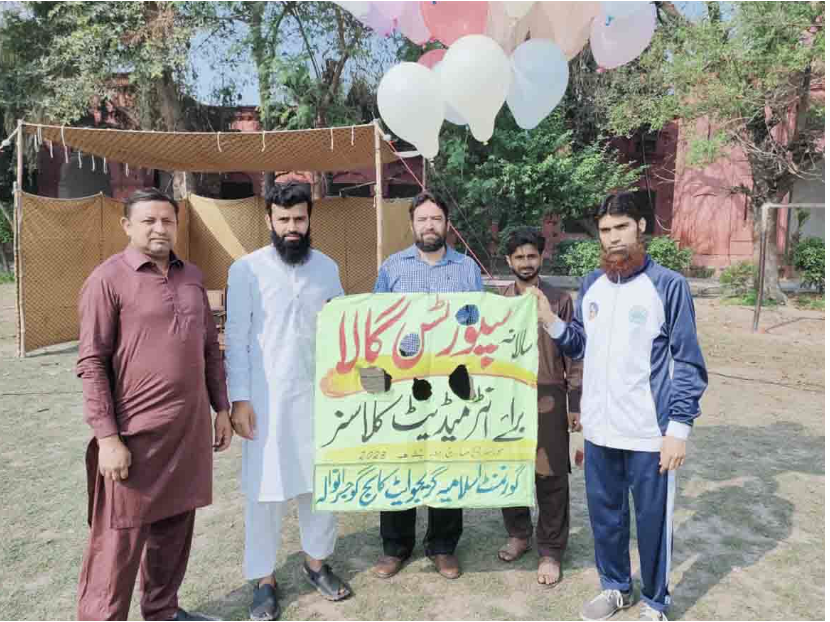 سالانہ سپورٹس گالا
برائے انٹرمیڈیٹ کلاسز
2023
گورنمنٹ اسلامیہ گریجوایٹ کالج گوجرانوالہ